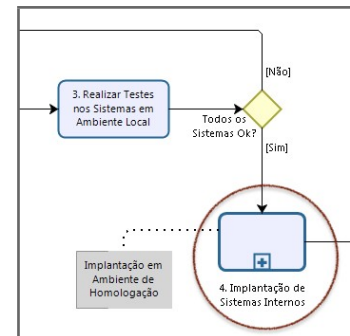 [Não]
3. Realizar Testes
nos Sistemas em
Ambiente Local
Todos os
Sistemas Ok?
[Sim]
Implantação em
Ambiente de
Homologação
4. Implantação de
Sistemas Internos